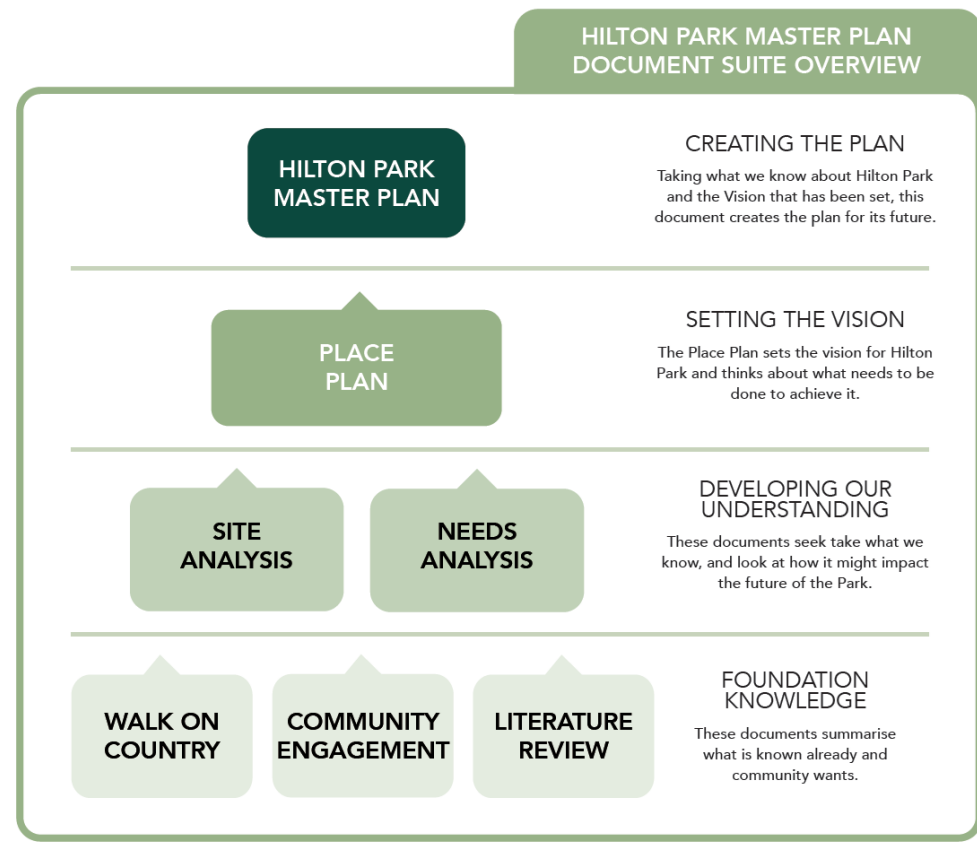 HILTON PARK MASTER PLAN
DOCUMENT SUITE OVERVIEW
HILTON PARK
MASTER PLAN
CREATING THE PLAN
Taking what we know about Hilton Park
and the Vision that has been set, this
document creates the plan for its future.
PLACE
PLAN
SETTING THE VISION
The Place Plan sets the vision for Hilton
Park and thinks about what needs to be
done to achieve it.
SITE
ANALYSIS
NEEDS
ANALYSIS
DEVELOPING OUR
UNDERSTANDING
These documents seek take what we
know, and look at how it might impact
the future of the Park.
WALK ON
COUNTRY
COMMUNITY
ENGAGEMENT
LITERATURE
REVIEW
FOUNDATION
KNOWLEDGE
These documents summarise
what is known already and
community wants.